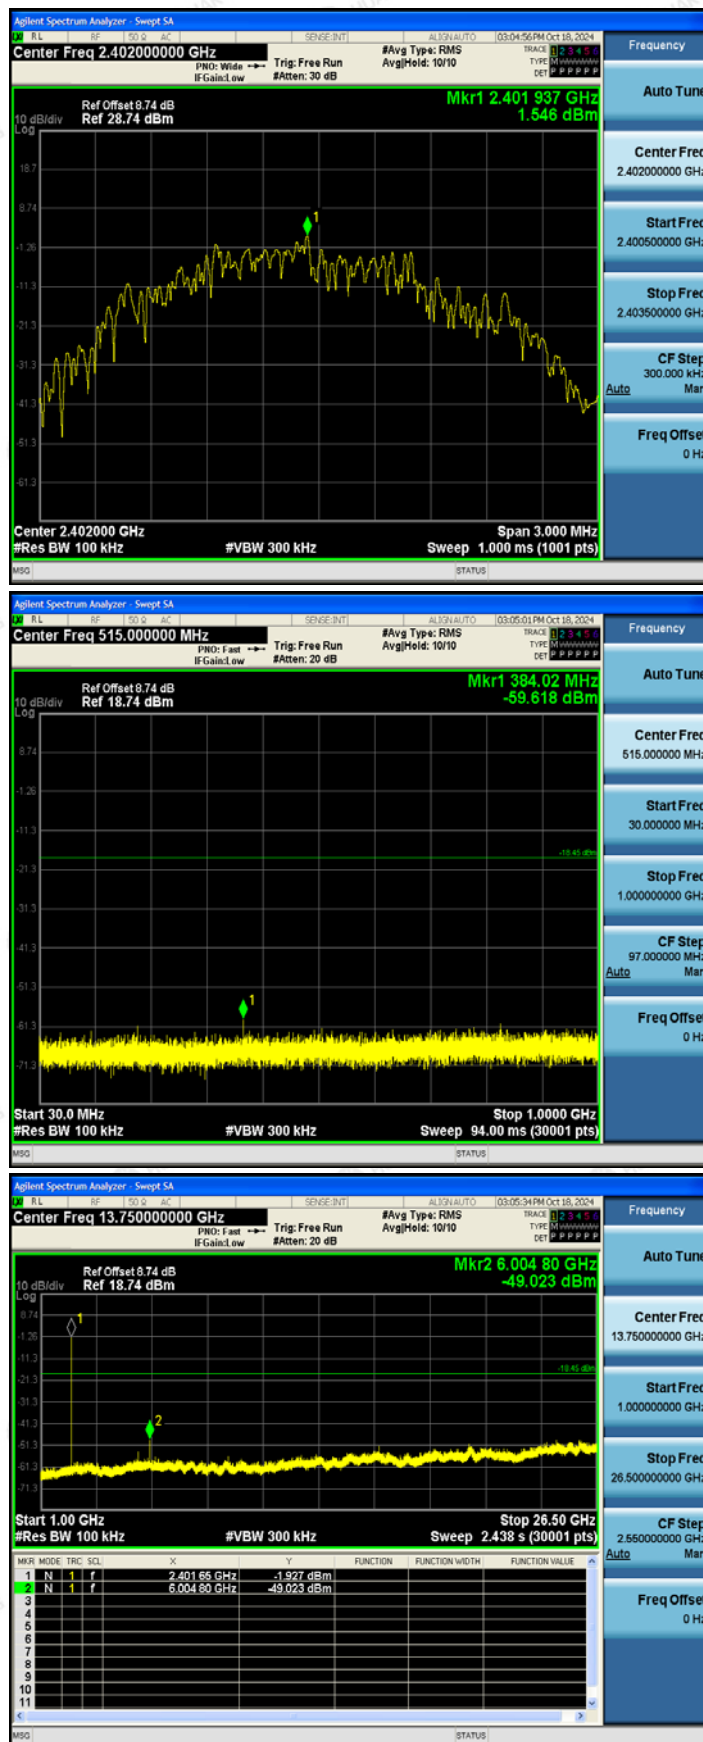 Agilent Spectrum Analyzer - Swept SA
RL RF 50 Ω AC SENSE:INT ALIGNAUTO 03:04:56 PM Oct 18, 2024
Center Freq 2.402000000 GHz #Avg Type: RMS TRACE 1 2 3 4 5 6 Frequency
PNO: Wide Trig: Free Run Avg|Hold: 10/10 TYPE M
IFGain:Low #Atten: 30 dB DET P P P P P P
Auto Tune
Ref Offset 8.74 dB Mkr1 2.401 937 GHz
10 dB/div Ref 28.74 dBm 1.546 dBm
Log
Center Freq
2.402000000 GHz
18.7
8.74
1
Start Freq
2.400500000 GHz
-1.26
-11.3
Stop Freq
2.403500000 GHz
-21.3
-31.3
CF Step
300.000 kHz
Auto Man
-41.3
-51.3
Freq Offset
0 Hz
-61.3
Center 2.402000 GHz Span 3.000 MHz
#Res BW 100 kHz #VBW 300 kHz Sweep 1.000 ms (1001 pts)
MSG STATUS
Agilent Spectrum Analyzer - Swept SA
RL RF 50 Ω AC SENSE:INT ALIGNAUTO 03:05:01 PM Oct 18, 2024
Center Freq 515.000000 MHz #Avg Type: RMS TRACE 1 2 3 4 5 6 Frequency
PNO: Fast Trig: Free Run Avg|Hold: 10/10 TYPE M
IFGain:Low #Atten: 20 dB DET P P P P P P
Auto Tune
Ref Offset 8.74 dB Mkr1 384.02 MHz
10 dB/div Ref 18.74 dBm -59.618 dBm
Log
Center Freq
515.000000 MHz
8.74
-1.26
Start Freq
30.000000 MHz
-11.3
-18.45 dBm
-21.3
Stop Freq
1.000000000 GHz
-31.3
-41.3
CF Step
97.000000 MHz
Auto Man
-51.3
1
-61.3
Freq Offset
0 Hz
-71.3
Start 30.0 MHz Stop 1.0000 GHz
#Res BW 100 kHz #VBW 300 kHz Sweep 94.00 ms (30001 pts)
MSG STATUS
Agilent Spectrum Analyzer - Swept SA
RL RF 50 Ω AC SENSE:INT ALIGNAUTO 03:05:34 PM Oct 18, 2024
Center Freq 13.750000000 GHz #Avg Type: RMS TRACE 1 2 3 4 5 6 Frequency
PNO: Fast Trig: Free Run Avg|Hold: 10/10 TYPE M
IFGain:Low #Atten: 20 dB DET P P P P P P
Auto Tune
Ref Offset 8.74 dB Mkr2 6.004 80 GHz
10 dB/div Ref 18.74 dBm -49.023 dBm
Log
8.74
1
Center Freq
13.750000000 GHz
-1.26
-11.3
-18.45 dBm
-21.3
Start Freq
1.000000000 GHz
-31.3
-41.3
2
-51.3
Stop Freq
26.500000000 GHz
-61.3
-71.3
Start 1.00 GHz Stop 26.50 GHz
#Res BW 100 kHz #VBW 300 kHz Sweep 2.438 s (30001 pts)
CF Step
2.550000000 GHz
Auto Man
MKR MODE TRC SCL X Y FUNCTION FUNCTION WIDTH FUNCTION VALUE
1 N 1 f 2.401 65 GHz -1.927 dBm
2 N 1 f 6.004 80 GHz -49.023 dBm
3
4
5
6
7
8
9
10
11
Freq Offset
0 Hz
MSG STATUS